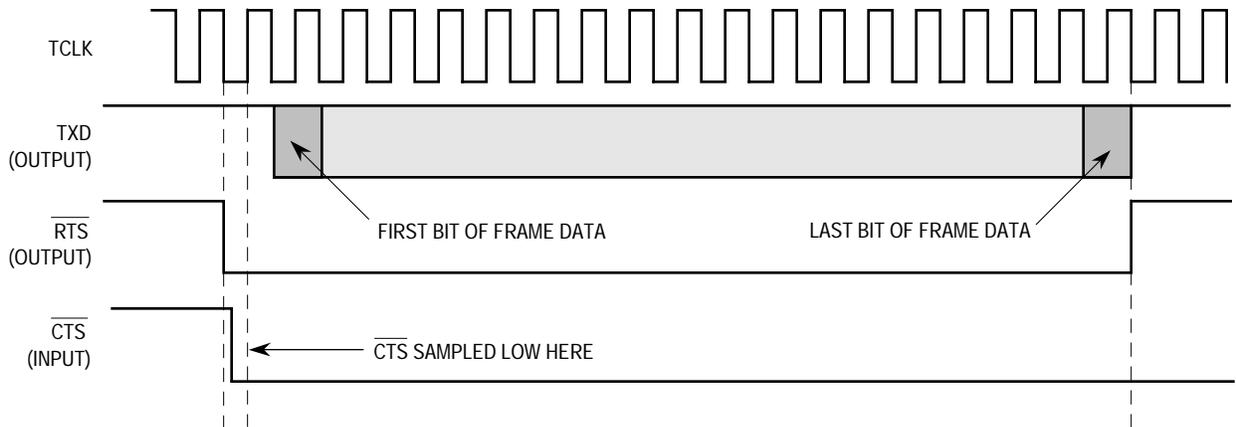 TCLK
TXD
(OUTPUT)
RTS
(OUTPUT)
FIRST BIT OF FRAME DATA
LAST BIT OF FRAME DATA
CTS
(INPUT)
CTS SAMPLED LOW HERE